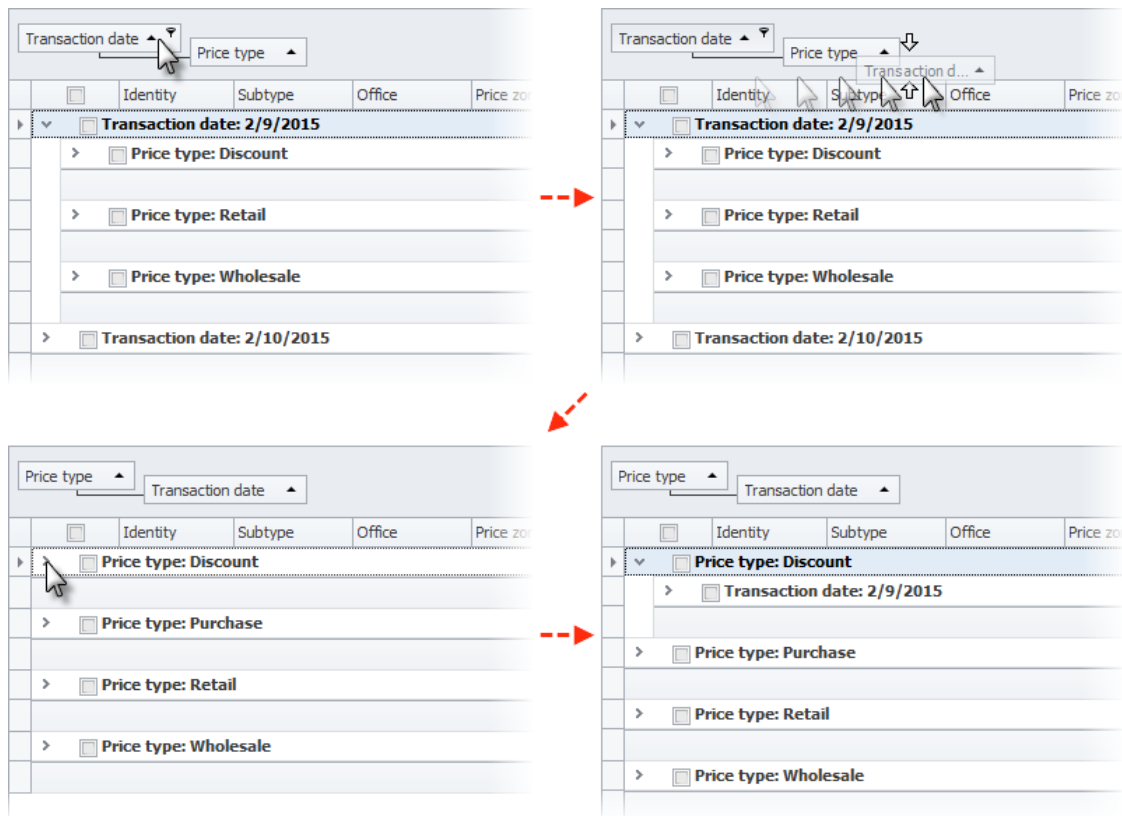 Transaction date
Price type
Identity Subtype Office Price zo
Transaction date: 2/9/2015
Price type: Discount
Price type: Retail
Price type: Wholesale
Transaction date: 2/10/2015
Transaction date
Price type
Transaction d...
Identity Subtype Office Price zo
Transaction date: 2/9/2015
Price type: Discount
Price type: Retail
Price type: Wholesale
Transaction date: 2/10/2015
Price type
Transaction date
Identity Subtype Office Price zo
Price type: Discount
Price type: Purchase
Price type: Retail
Price type: Wholesale
Price type
Transaction date
Identity Subtype Office Price zo
Price type: Discount
Transaction date: 2/9/2015
Price type: Purchase
Price type: Retail
Price type: Wholesale